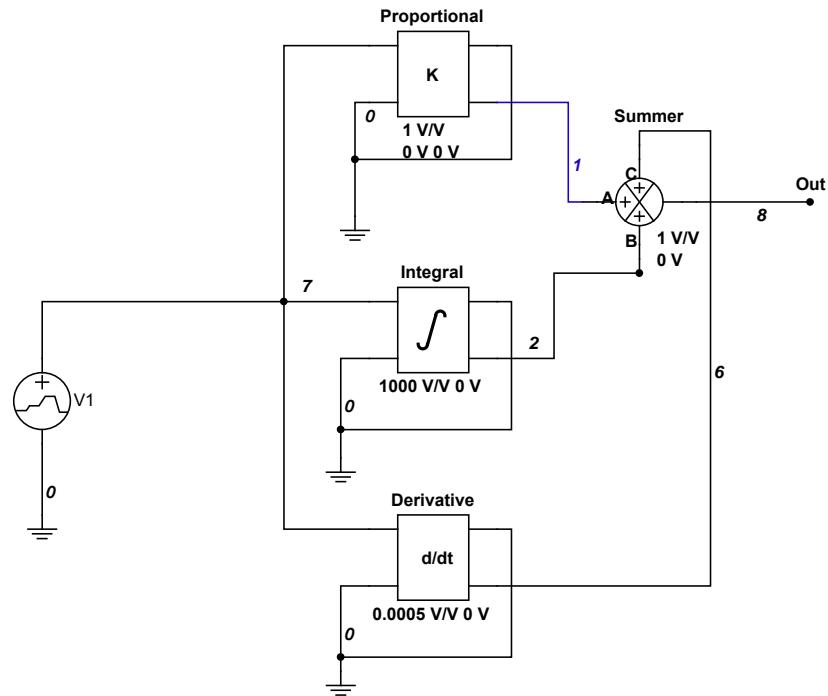 Proportional
K
0
1 V/V
0 V 0 V
Summer
1
C
+
A
+
+
B
Out
8
1 V/V
0 V
Integral
7
∫
2
1000 V/V 0 V
0
6
+
V1
0
Derivative
d/dt
0.0005 V/V 0 V
0